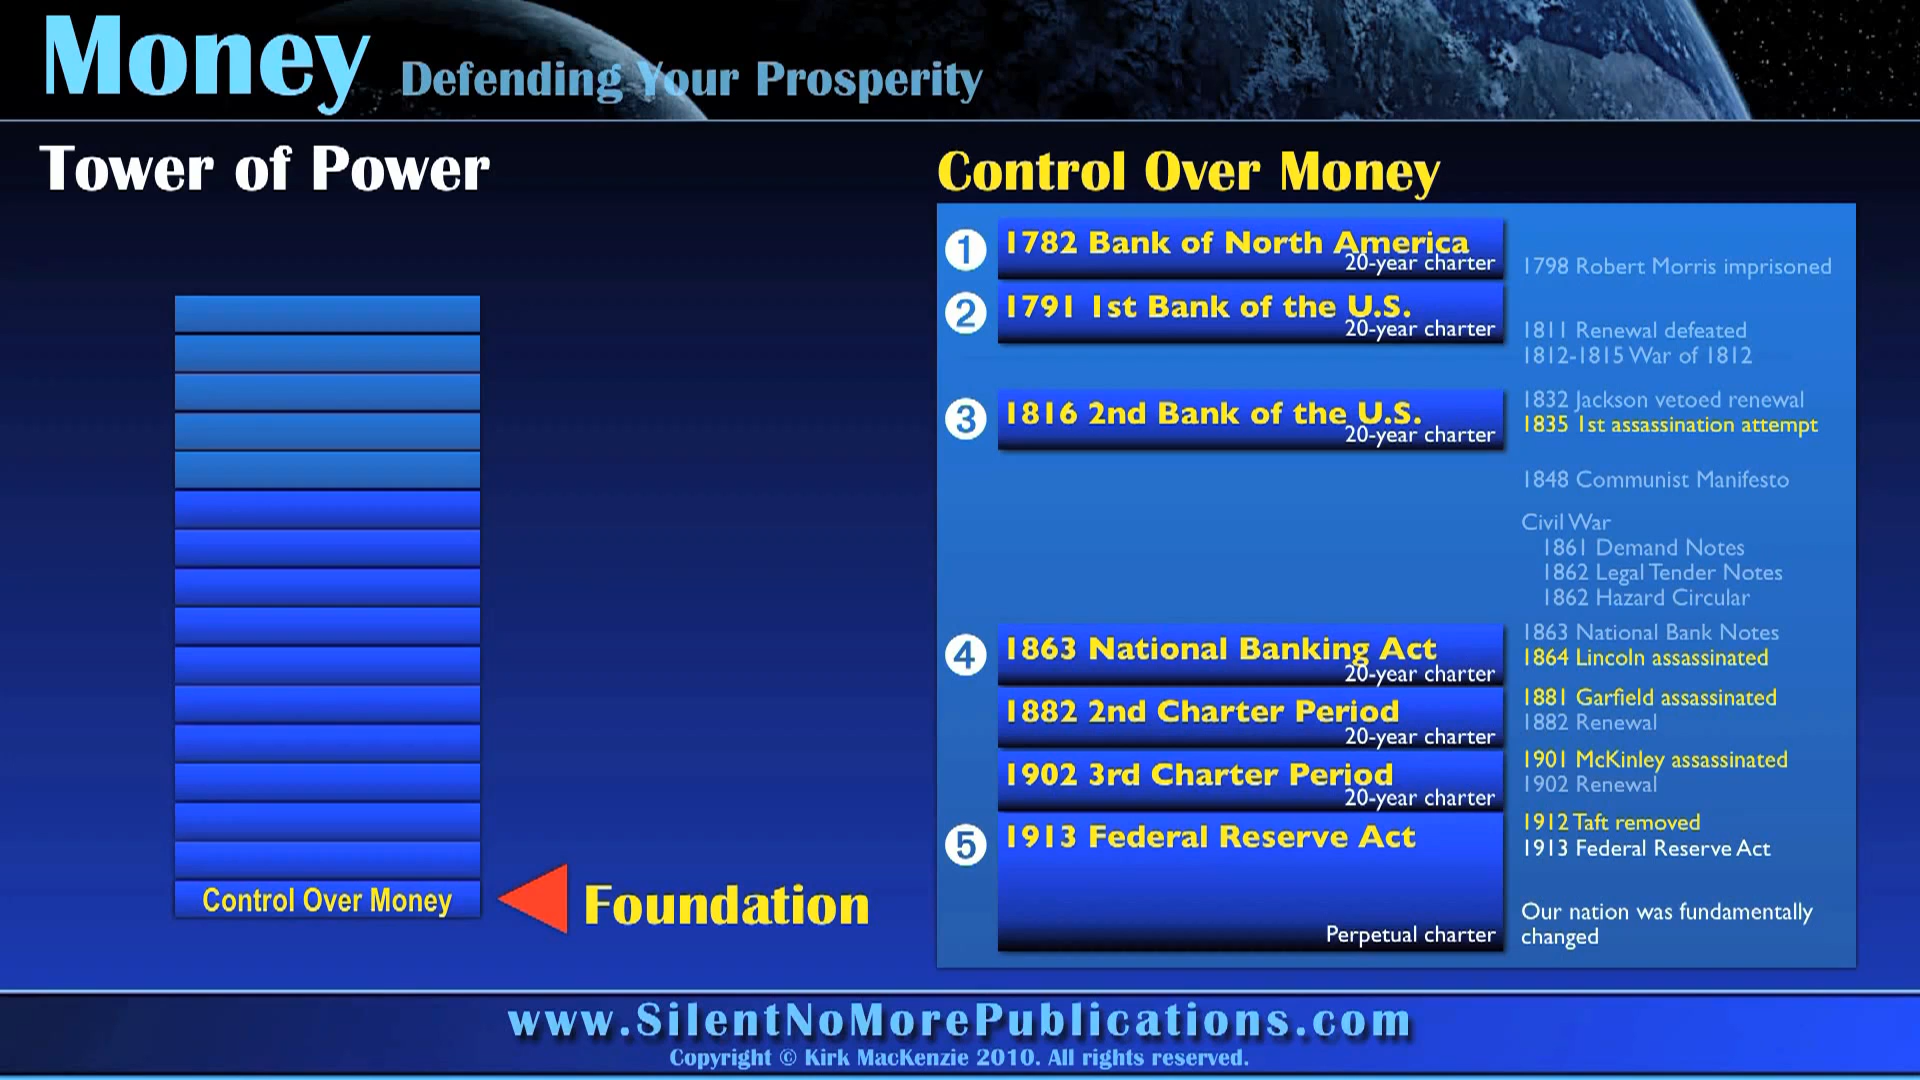 Money Defending Your Prosperity
Tower of Power
Control Over Money
Foundation
Control Over Money
1 1782 Bank of North America
20-year charter
1798 Robert Morris imprisoned
2 1791 1st Bank of the U.S.
20-year charter
1811 Renewal defeated
1812-1815 War of 1812
3 1816 2nd Bank of the U.S.
20-year charter
1832 Jackson vetoed renewal
1835 1st assassination attempt
1848 Communist Manifesto
Civil War
1861 Demand Notes
1862 Legal Tender Notes
1862 Hazard Circular
4 1863 National Banking Act
20-year charter
1863 National Bank Notes
1864 Lincoln assassinated
1882 2nd Charter Period
20-year charter
1881 Garfield assassinated
1882 Renewal
1902 3rd Charter Period
20-year charter
1901 McKinley assassinated
1902 Renewal
5 1913 Federal Reserve Act
Perpetual charter
1912 Taft removed
1913 Federal Reserve Act
Our nation was fundamentally
changed
www.SilentNoMorePublications.com
Copyright © Kirk MacKenzie 2010. All rights reserved.